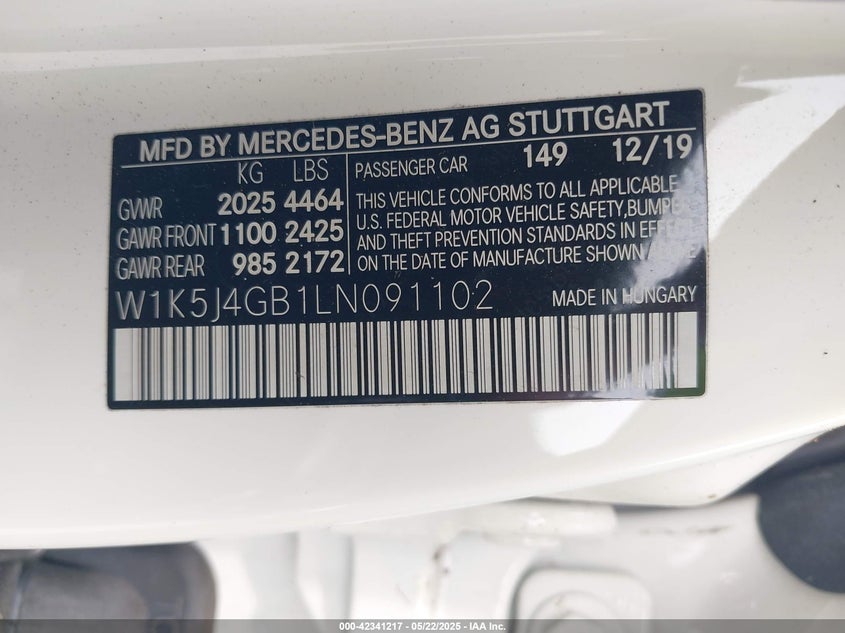 MFD BY MERCEDES-BENZ AG STUTTGART
KG LBS
GVWR 2025 4464
GAWR FRONT 1100 2425
GAWR REAR 985 2172
PASSENGER CAR 149 12/19
THIS VEHICLE CONFORMS TO ALL APPLICABLE
U.S. FEDERAL MOTOR VEHICLE SAFETY,BUMPER
AND THEFT PREVENTION STANDARDS IN EFFECT
ON THE DATE OF MANUFACTURE SHOWN ABOVE
W1K5J4GB1LN091102 MADE IN HUNGARY
000-42341217 - 05/22/2025 - IAA Inc.